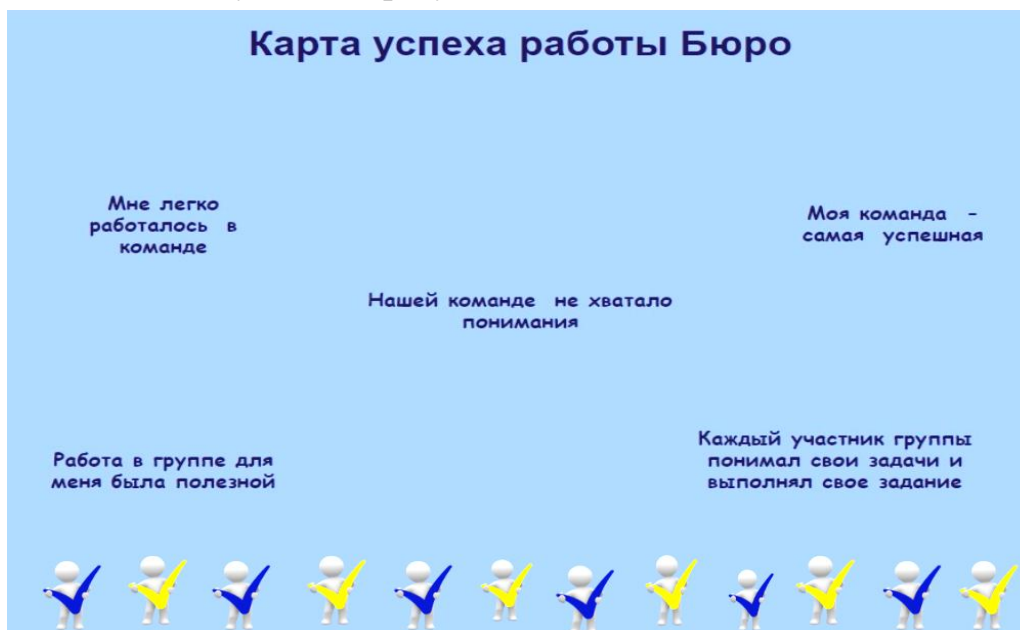 Карта успеха работы Бюро
Мне легко
работалось в
команде
Моя команда -
самая успешная
Нашей команде не хватало
понимания
Работа в группе для
меня была полезной
Каждый участник группы
понимал свои задачи и
выполнял свое задание